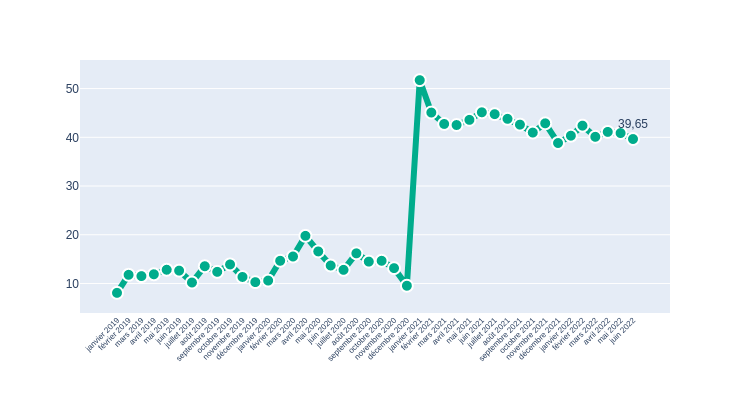 50
40
30
20
10
39,65
janvier 2019
février 2019
mars 2019
avril 2019
mai 2019
juin 2019
juillet 2019
août 2019
septembre 2019
octobre 2019
novembre 2019
décembre 2019
janvier 2020
février 2020
mars 2020
avril 2020
mai 2020
juin 2020
juillet 2020
août 2020
septembre 2020
octobre 2020
novembre 2020
décembre 2020
janvier 2021
février 2021
mars 2021
avril 2021
mai 2021
juin 2021
juillet 2021
août 2021
septembre 2021
octobre 2021
novembre 2021
décembre 2021
janvier 2022
février 2022
mars 2022
avril 2022
mai 2022
juin 2022